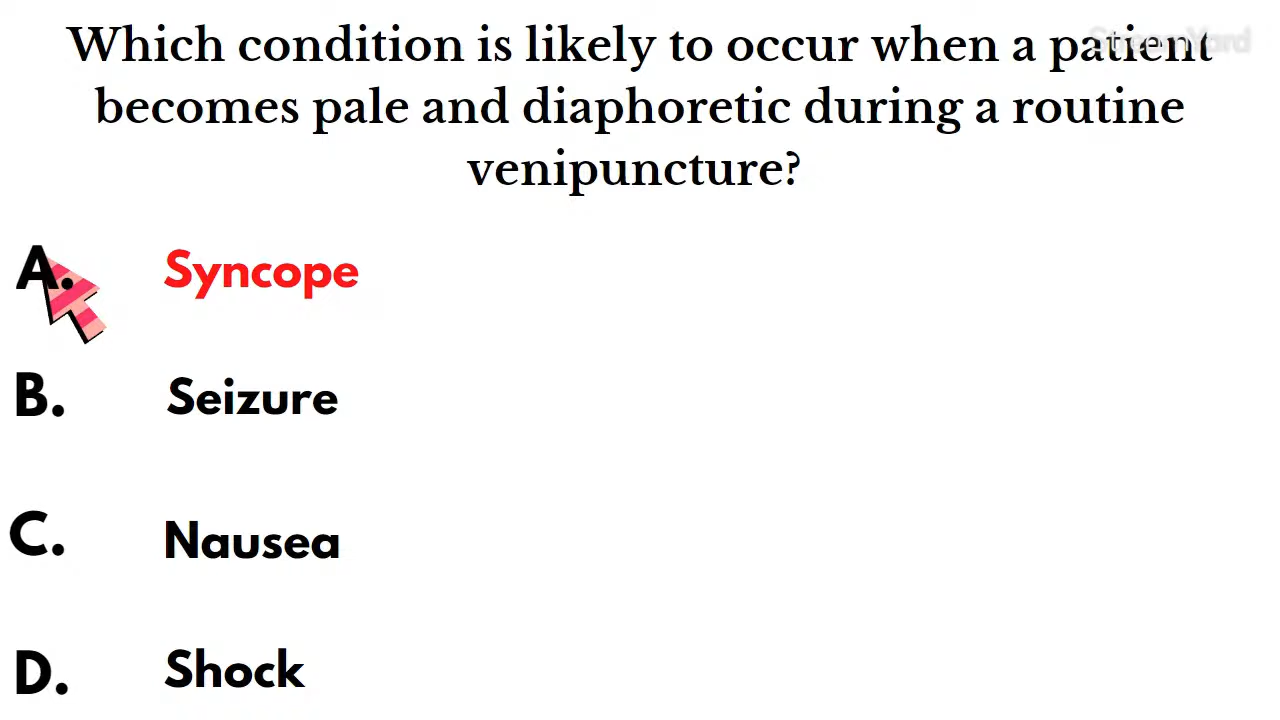 Which condition is likely to occur when a patient
becomes pale and diaphoretic during a routine
venipuncture?
StreamYard
A. Syncope
B. Seizure
C. Nausea
D. Shock